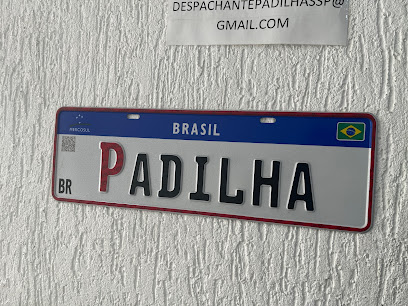 DESPACHANTEPADILHASSP@
GMAIL.COM
MERCOSUL
BRASIL
BR
PADILHA